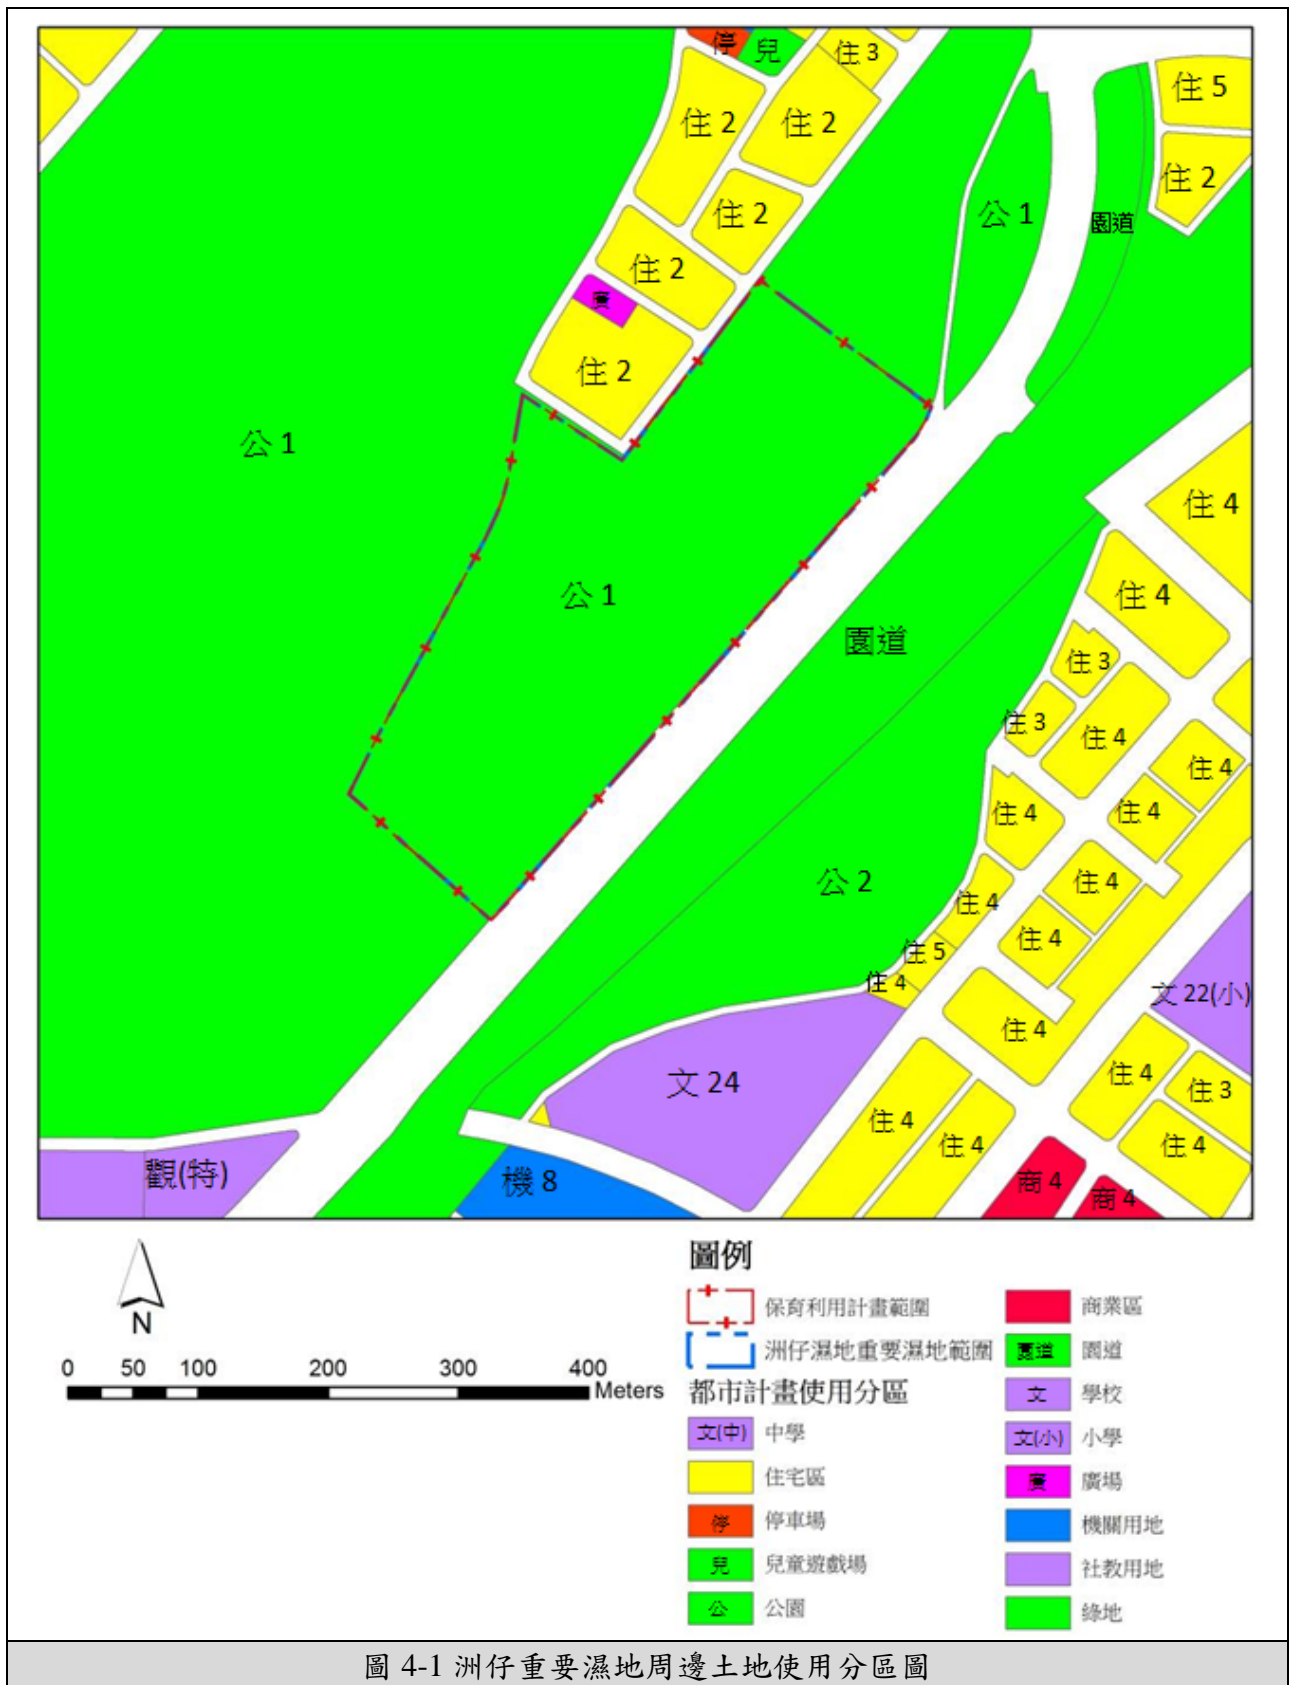 停
兒
住 3
住 5
住 2
住 2
住 2
住 2
公 1
園道
住 2
廣
住 2
公 1
住 4
公 1
住 4
園道
住 3
住 3
住 4
住 4
住 4
住 4
公 2
住 4
住 4
住 4
住 5
住 4
文 22(小)
住 4
文 24
住 4
住 3
住 4
住 4
住 4
觀(特)
機 8
商 4
商 4
N
0 50 100 200 300 400
Meters
圖例
保育利用計畫範圍
洲仔濕地重要濕地範圍
都市計畫使用分區
文(中) 中學
住宅區
停 停車場
兒 兒童遊戲場
公 公園
商業區
園道 園道
文 學校
文(小) 小學
廣 廣場
機關用地
社教用地
綠地
圖 4-1 洲仔重要濕地周邊土地使用分區圖